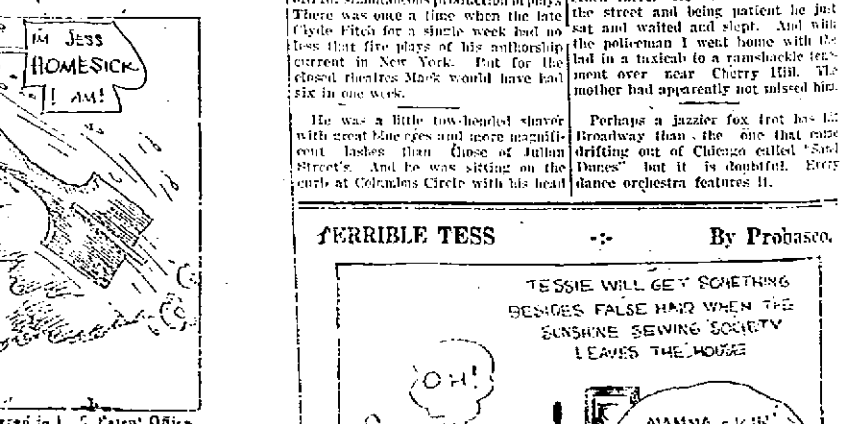 I'M JESS
HOMESICK
I AM!
There was once a time when the late
Clyde Fitch for a single week had no
less that five plays of his authorship
current in New York. But for the
closed theatres Mack would have had
six in one week.
He was a little tow-headed shaver
with great blue eyes and more magnifi-
cent lashes than those of Julian
Street's. And he was sitting on the
curb at Columbus Circle with his head
the street and being patient he just
sat and waited and slept. And with
the policeman I went home with the
lad in a taxicab to a ramshackle tene-
ment over near Cherry Hill. The
mother had apparently not missed him.
Perhaps a jazzier fox trot has hit
Broadway than the one that came
drifting out of Chicago called "Sand
Dunes" but it is doubtful. Every
dance orchestra features it.
TERRIBLE TESS -:- By Probasco.
TESSIE WILL GET SOMETHING
BESIDES FALSE HAIR WHEN THE
SUNSHINE SEWING SOCIETY
LEAVES THE HOUSE
OH!
Patent Office